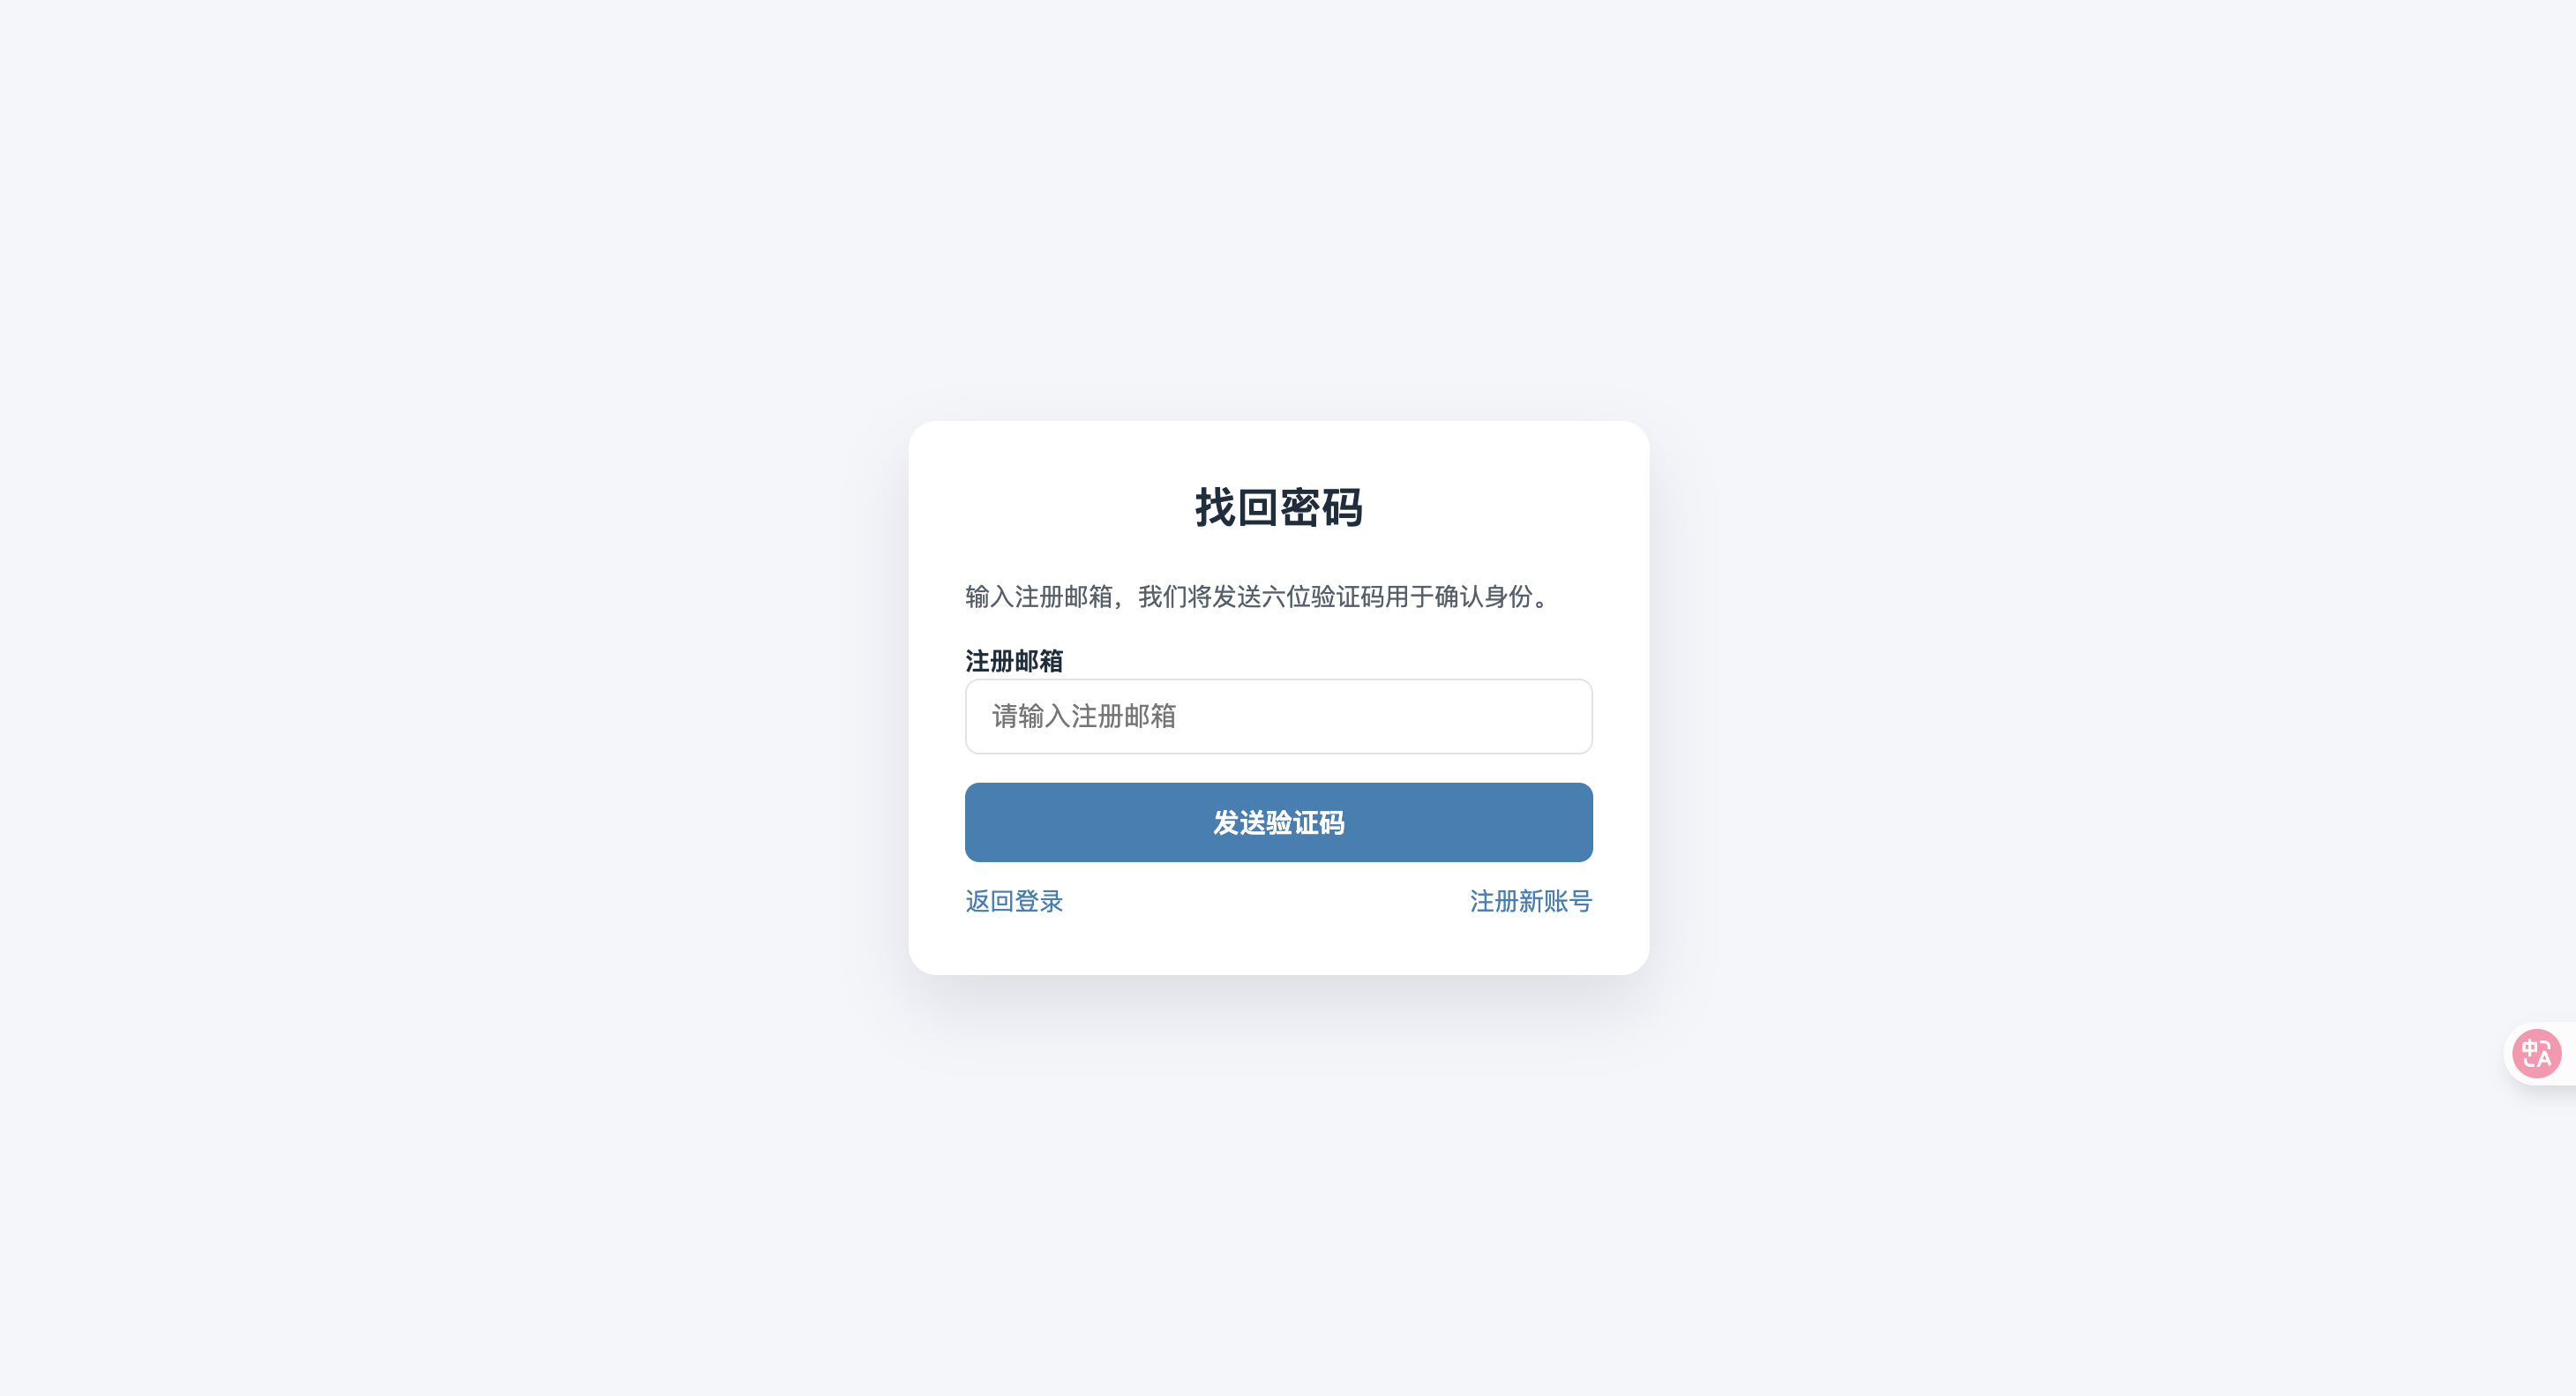 找回密码
输入注册邮箱，我们将发送六位验证码用于确认身份。
注册邮箱
请输入注册邮箱
发送验证码
返回登录 注册新账号
中A